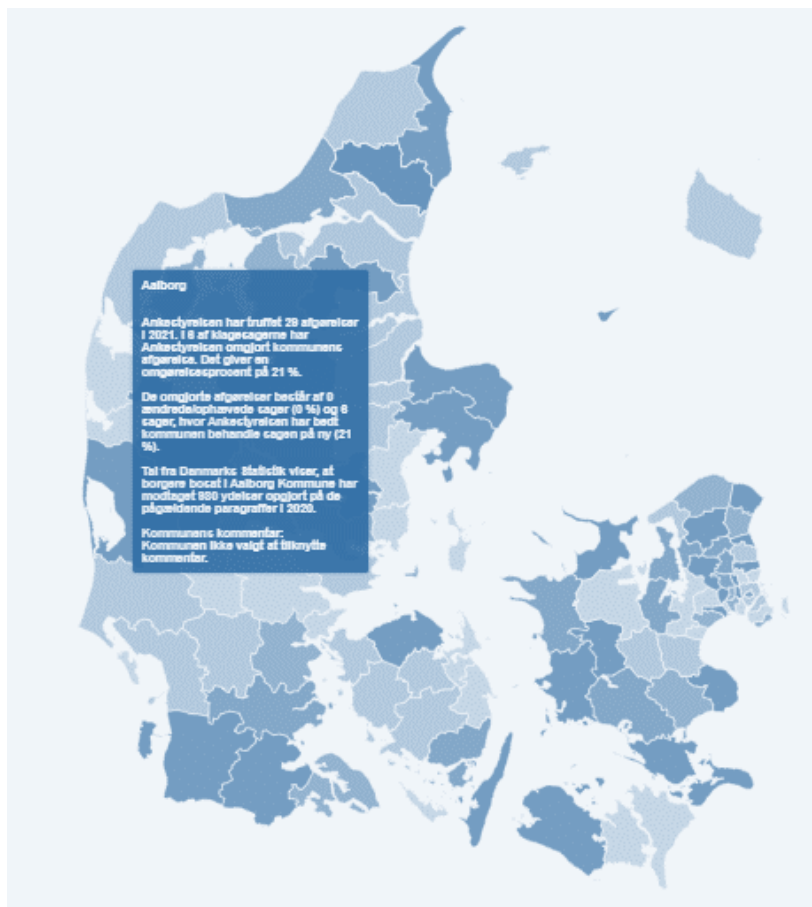 Aalborg
Ankestyrelsen har truffet 29 afgørelser
i 2021. I 6 af klagesagerne har
Ankestyrelsen omgjort kommunens
afgørelse. Det giver en
omgørelsesprocent på 21 %.
De omgjorte afgørelser består af 0
ændrede/ophævede sager (0 %) og 6
sager, hvor Ankestyrelsen har bedt
kommunen behandle sagen på ny (21
%).
Tal fra Danmarks Statistik viser, at
borgere bosat i Aalborg Kommune har
modtaget 980 ydelser opgjort på de
pågældende paragraffer i 2020.
Kommunens kommentar:
Kommunen ikke valgt at tilknytte
kommentar.